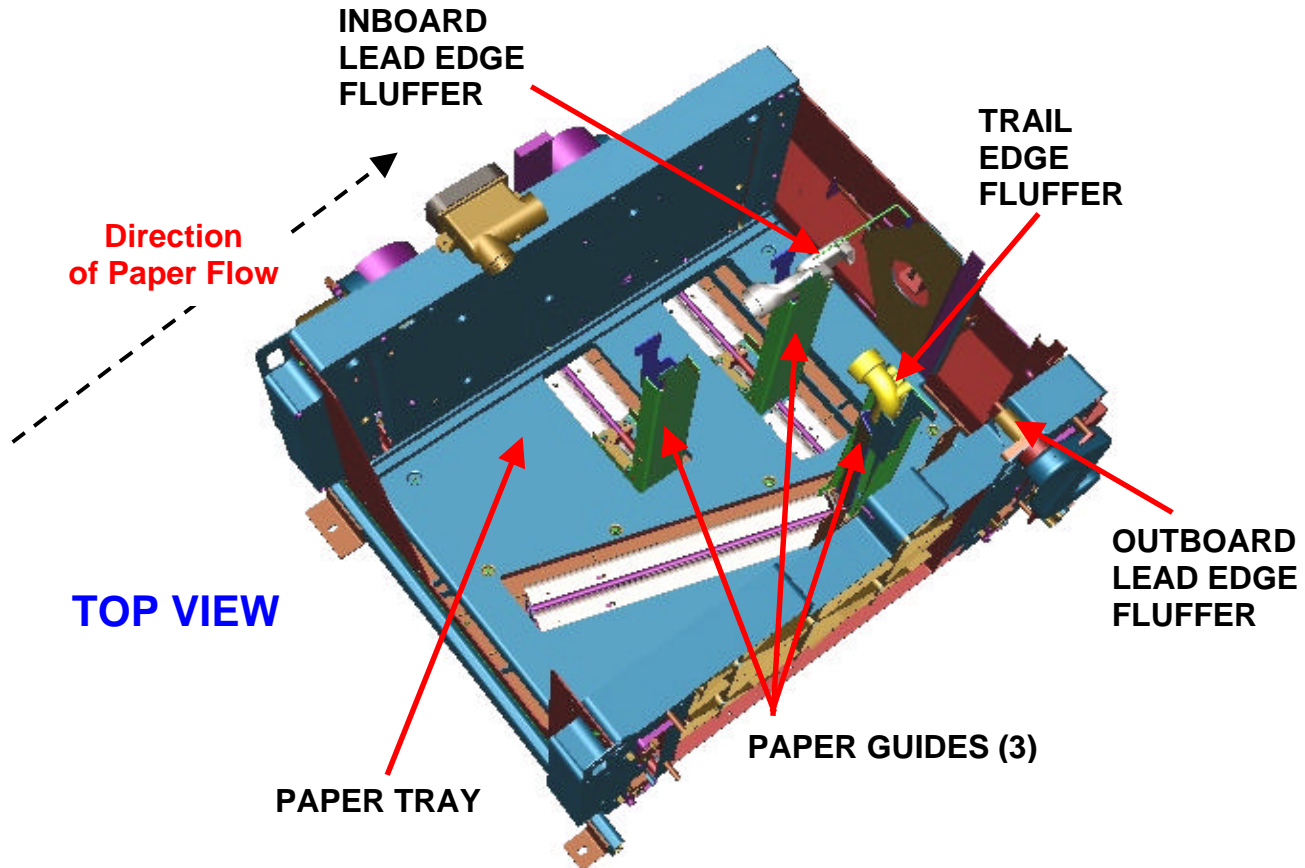 INBOARD
LEAD EDGE
FLUFFER
TRAIL
EDGE
FLUFFER
Direction
of Paper Flow
OUTBOARD
LEAD EDGE
FLUFFER
TOP VIEW
PAPER GUIDES (3)
PAPER TRAY